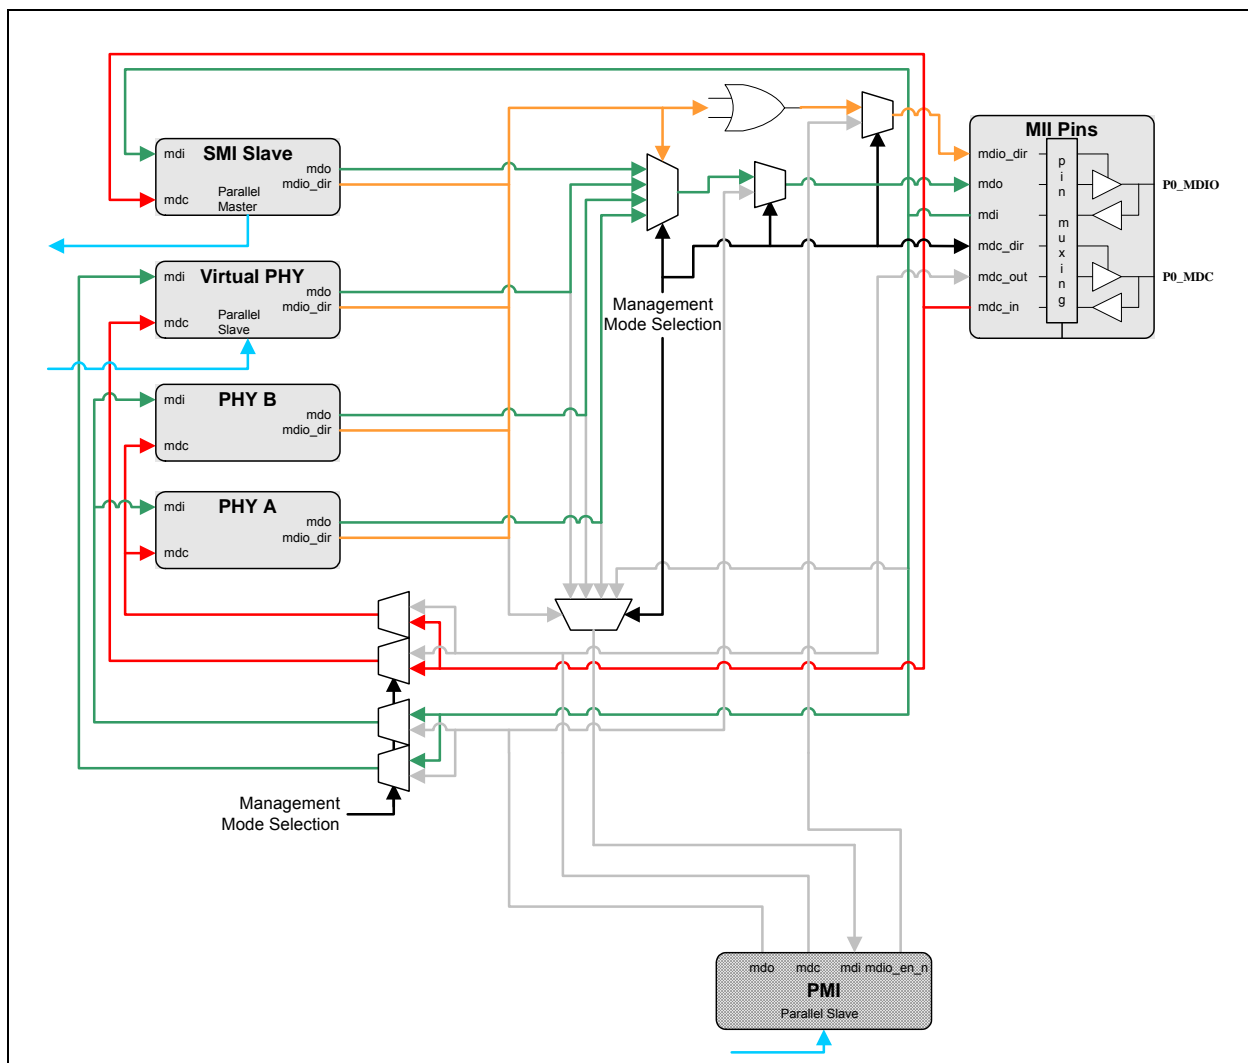 SMI Slave
mdi
mdo
mdio_dir
mdc
Parallel
Master
MII Pins
mdio_dir
mdo
mdi
mdc_dir
mdc_out
mdc_in
pin muxing
P0_MDIO
P0_MDC
Virtual PHY
mdi
mdo
mdio_dir
mdc
Parallel
Slave
Management
Mode Selection
PHY B
mdi
mdo
mdio_dir
mdc
PHY A
mdi
mdo
mdio_dir
mdc
Management
Mode Selection
mdo
mdc
mdi
mdio_en_n
PMI
Parallel Slave